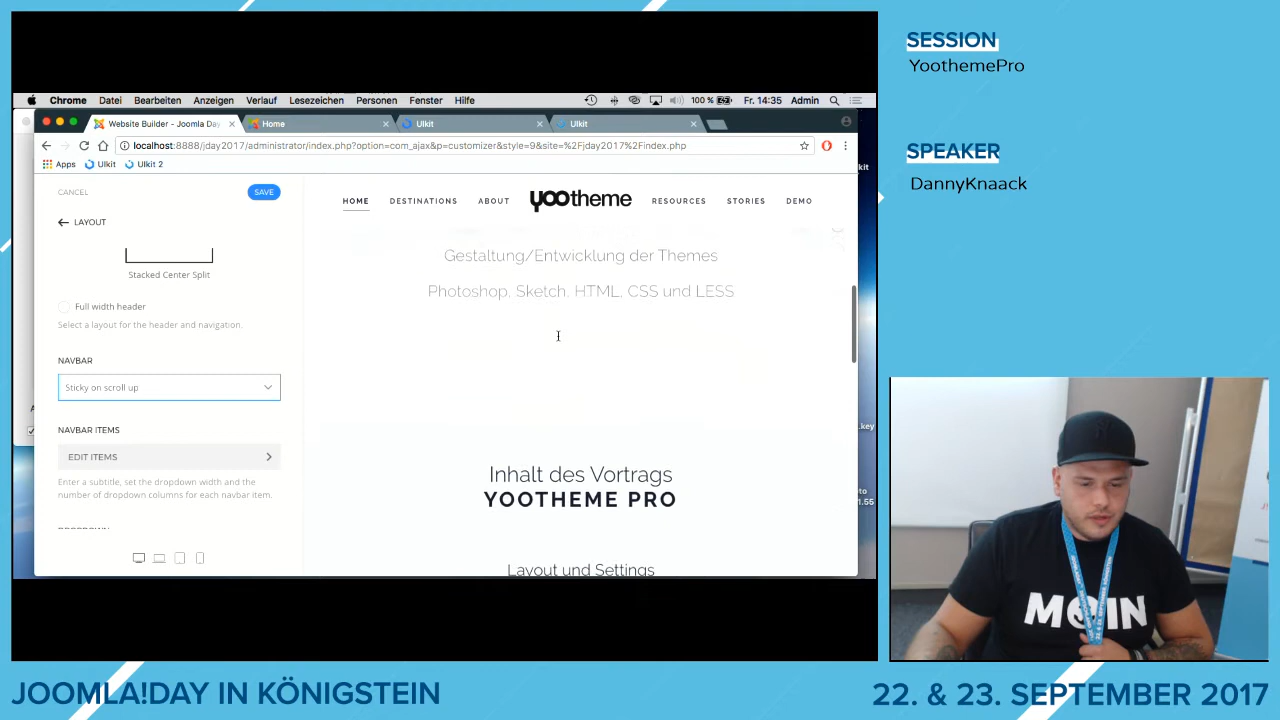 SESSION
YoothemePro
SPEAKER
DannyKnaack
Chrome Datei Bearbeiten Anzeigen Verlauf Lesezeichen Personen Fenster Hilfe 100 % Fr. 14:35 Admin
Website Builder - Joomla Day
Home
UIkit
UIkit
localhost:8888/jday2017/administrator/index.php?option=com_ajax&p=customizer&style=9&site=%2Fjday2017%2Findex.php
Apps UIkit UIkit 2
kit
CANCEL
SAVE
LAYOUT
HOME DESTINATIONS ABOUT yootheme RESOURCES STORIES DEMO
Stacked Center Split
Full width header
Select a layout for the header and navigation.
NAVBAR
Sticky on scroll up
NAVBAR ITEMS
EDIT ITEMS
Enter a subtitle, set the dropdown width and the
number of dropdown columns for each navbar item.
Gestaltung/Entwicklung der Themes
Photoshop, Sketch, HTML, CSS und LESS
Inhalt des Vortrags
YOOTHEME PRO
Layout und Settings
.key
oto
1.55
MOIN
JOOMLA!DAY IN KÖNIGSTEIN
22. & 23. SEPTEMBER 2017